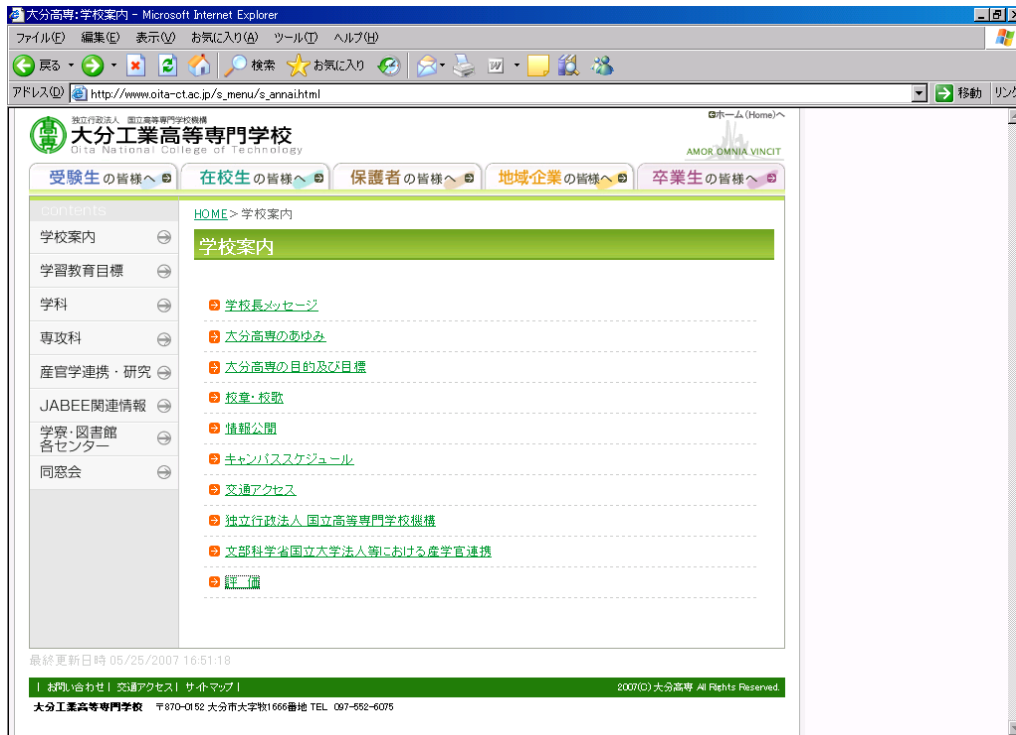 大分高専:学校案内 - Microsoft Internet Explorer
ファイル(F) 編集(E) 表示(V) お気に入り(A) ツール(T) ヘルプ(H)
戻る 検索 お気に入り
アドレス(D) http://www.oita-ct.ac.jp/s_menu/s_annai.html 移動 リンク
独立行政法人 国立高等専門学校機構
大分工業高等専門学校
Oita National College of Technology
ホーム(Home)へ
AMOR OMNIA VINCIT
受験生の皆様へ 在校生の皆様へ 保護者の皆様へ 地域企業の皆様へ 卒業生の皆様へ
contents
学校案内
学習教育目標
学科
専攻科
産官学連携・研究
JABEE関連情報
学寮・図書館
各センター
同窓会
HOME>学校案内
学校案内
学校長メッセージ
大分高専のあゆみ
大分高専の目的及び目標
校章・校歌
情報公開
キャンパススケジュール
交通アクセス
独立行政法人 国立高等専門学校機構
文部科学省国立大学法人等における産学官連携
評 価
最終更新日時 05/25/2007 16:51:18
| お問い合わせ | 交通アクセス | サイトマップ |
2007(C)大分高専 All Rights Reserved.
大分工業高等専門学校 〒870-0152 大分市大字牧1666番地 TEL 097-552-6075